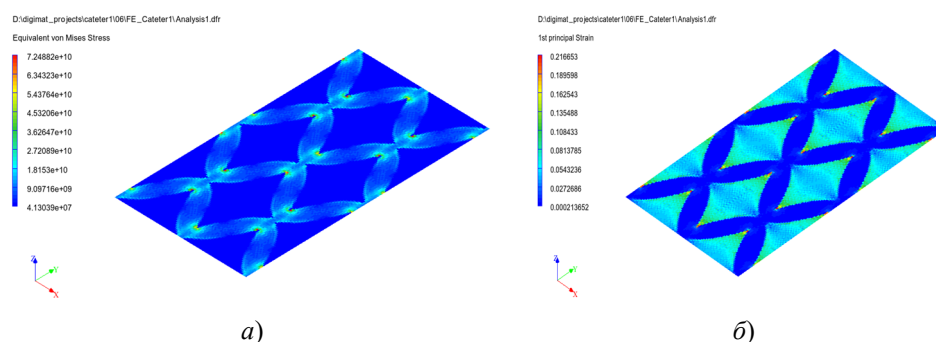 D:\digimat_projects\cateter1\06\FE_Cateter1\Analysis1.dfr
Equivalent von Mises Stress
7.24882e+10
6.34323e+10
5.43764e+10
4.53206e+10
3.62647e+10
2.72089e+10
1.8153e+10
9.09716e+09
4.13039e+07
Z
Y
X
а)
D:\digimat_projects\cateter1\06\FE_Cateter1\Analysis1.dfr
1st principal Strain
0.216653
0.189598
0.162543
0.135488
0.108433
0.0813785
0.0543236
0.0272686
0.000213652
Z
Y
X
б)